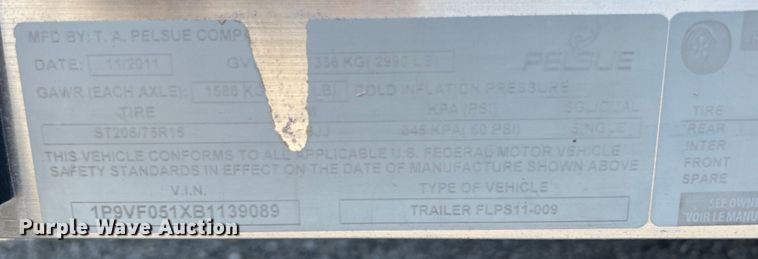 MFD BY: T. A. PELSUE COMP
PELSUE
DATE: 11/2011 GV 356 KG( 2990 LB)
GAWR (EACH AXLE): 1588 LB) COLD INFLATION PRESSURE
TIRE KPA (PSI) SGL/DUAL
ST205/75R15 345 KPA( 50 PSI) SINGLE
THIS VEHICLE CONFORMS TO ALL APPLICABLE U.S. FEDERAL MOTOR VEHICLE
SAFETY STANDARDS IN EFFECT ON THE DATE OF MANUFACTURE SHOWN ABOVE
V.I.N. TYPE OF VEHICLE
1P9VF051XB1139089 TRAILER FLPS11-009
TIRE
REAR
INTER
FRONT
SPARE
SEE OWNE
VOIR LE MANU
Purple Wave Auction